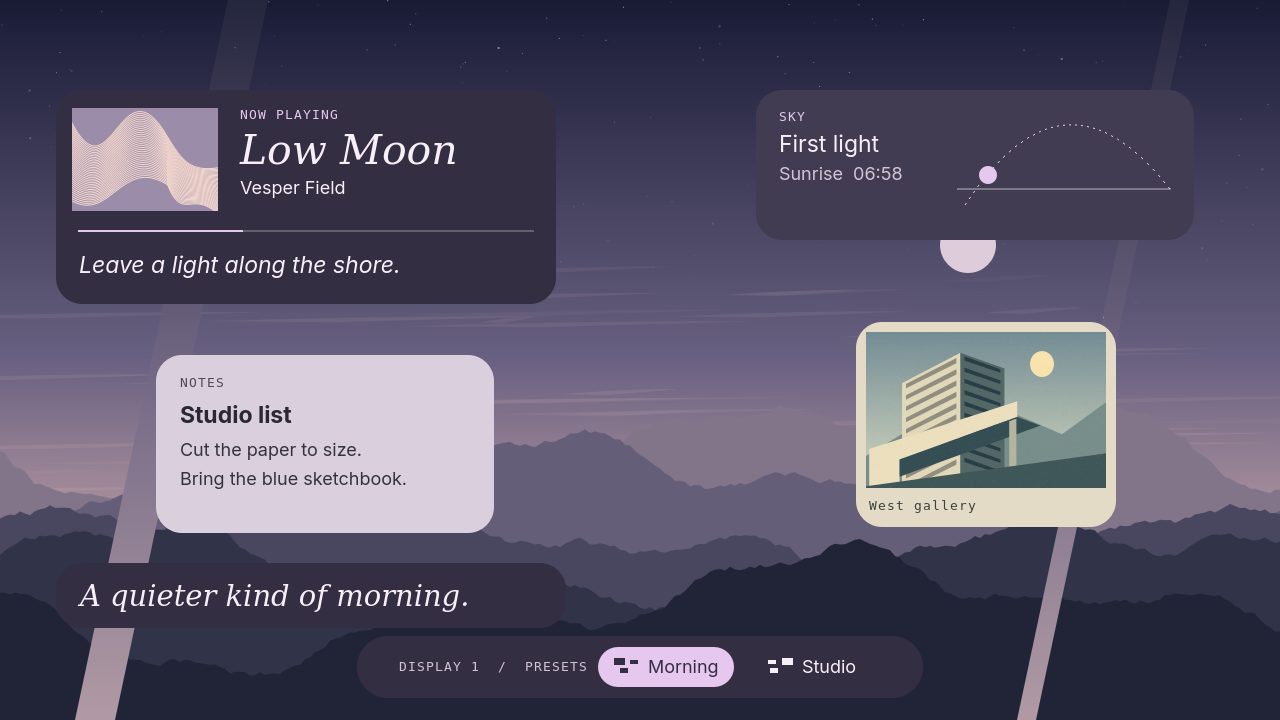 NOW PLAYING
Low Moon
Vesper Field
Leave a light along the shore.
SKY
First light
Sunrise 06:58
NOTES
Studio list
Cut the paper to size.
Bring the blue sketchbook.
West gallery
A quieter kind of morning.
DISPLAY 1 / PRESETS Morning Studio